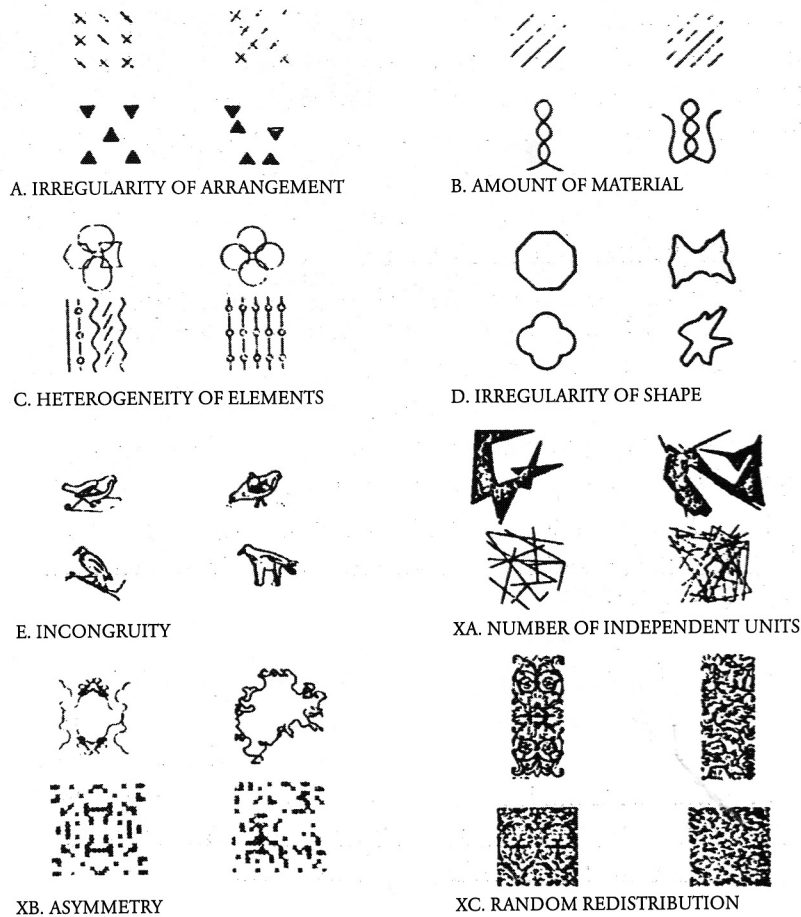 A. IRREGULARITY OF ARRANGEMENT
B. AMOUNT OF MATERIAL
C. HETEROGENEITY OF ELEMENTS
D. IRREGULARITY OF SHAPE
E. INCONGRUITY
XA. NUMBER OF INDEPENDENT UNITS
XB. ASYMMETRY
XC. RANDOM REDISTRIBUTION